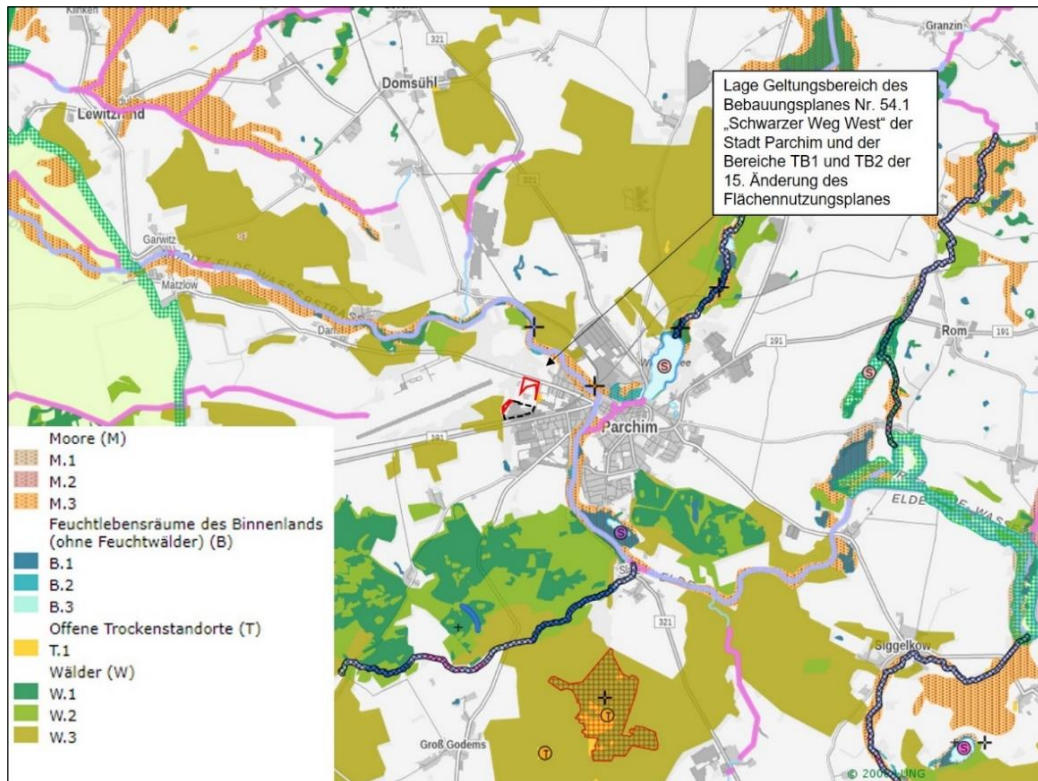 Klinken
321
Granzin
Domsühl
Lewitzrand
Lage Geltungsbereich des
Bebauungsplanes Nr. 54.1
„Schwarzer Weg West“ der
Stadt Parchim und der
Bereiche TB1 und TB2 der
15. Änderung des
Flächennutzungsplanes
321
Garwitz
Matzlow
Rom
191
191
S
S
Parchim
191
Moore (M)
M.1
M.2
M.3
Feuchtlebensräume des Binnenlands
(ohne Feuchtwälder) (B)
B.1
B.2
B.3
Offene Trockenstandorte (T)
T.1
Wälder (W)
W.1
W.2
W.3
S
321
Siggelkow
T
T
Groß Godems
S